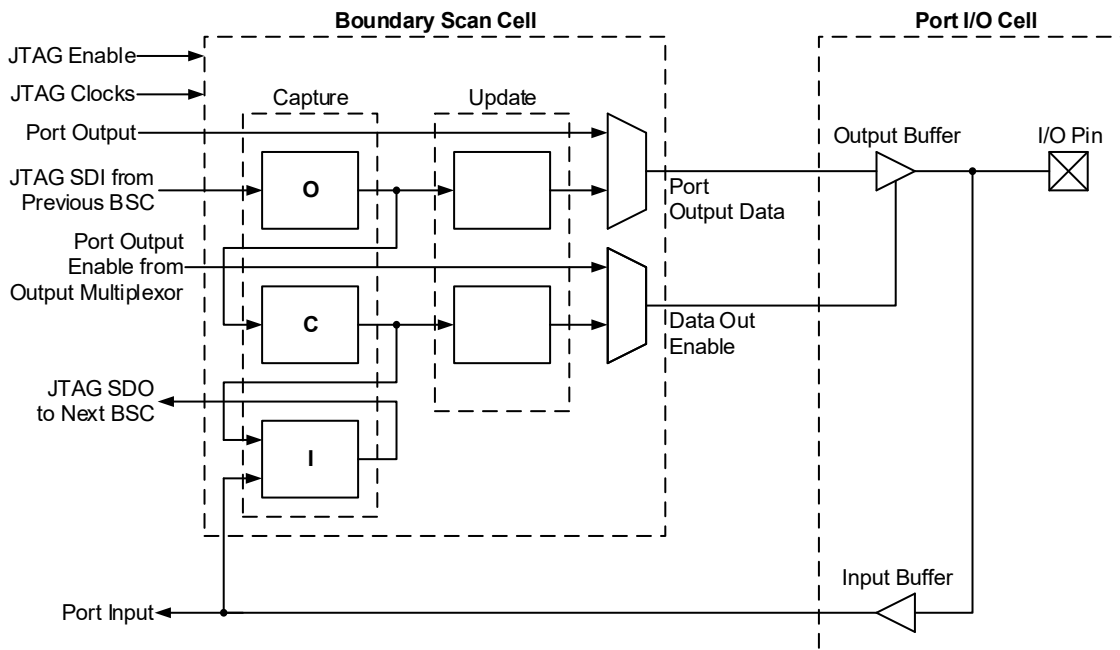 Boundary Scan Cell
Port I/O Cell
JTAG Enable
JTAG Clocks
Capture
Update
Port Output
Output Buffer
I/O Pin
JTAG SDI from
Previous BSC
O
Port
Output Data
Port Output
Enable from
Output Multiplexor
C
Data Out
Enable
JTAG SDO
to Next BSC
I
Input Buffer
Port Input